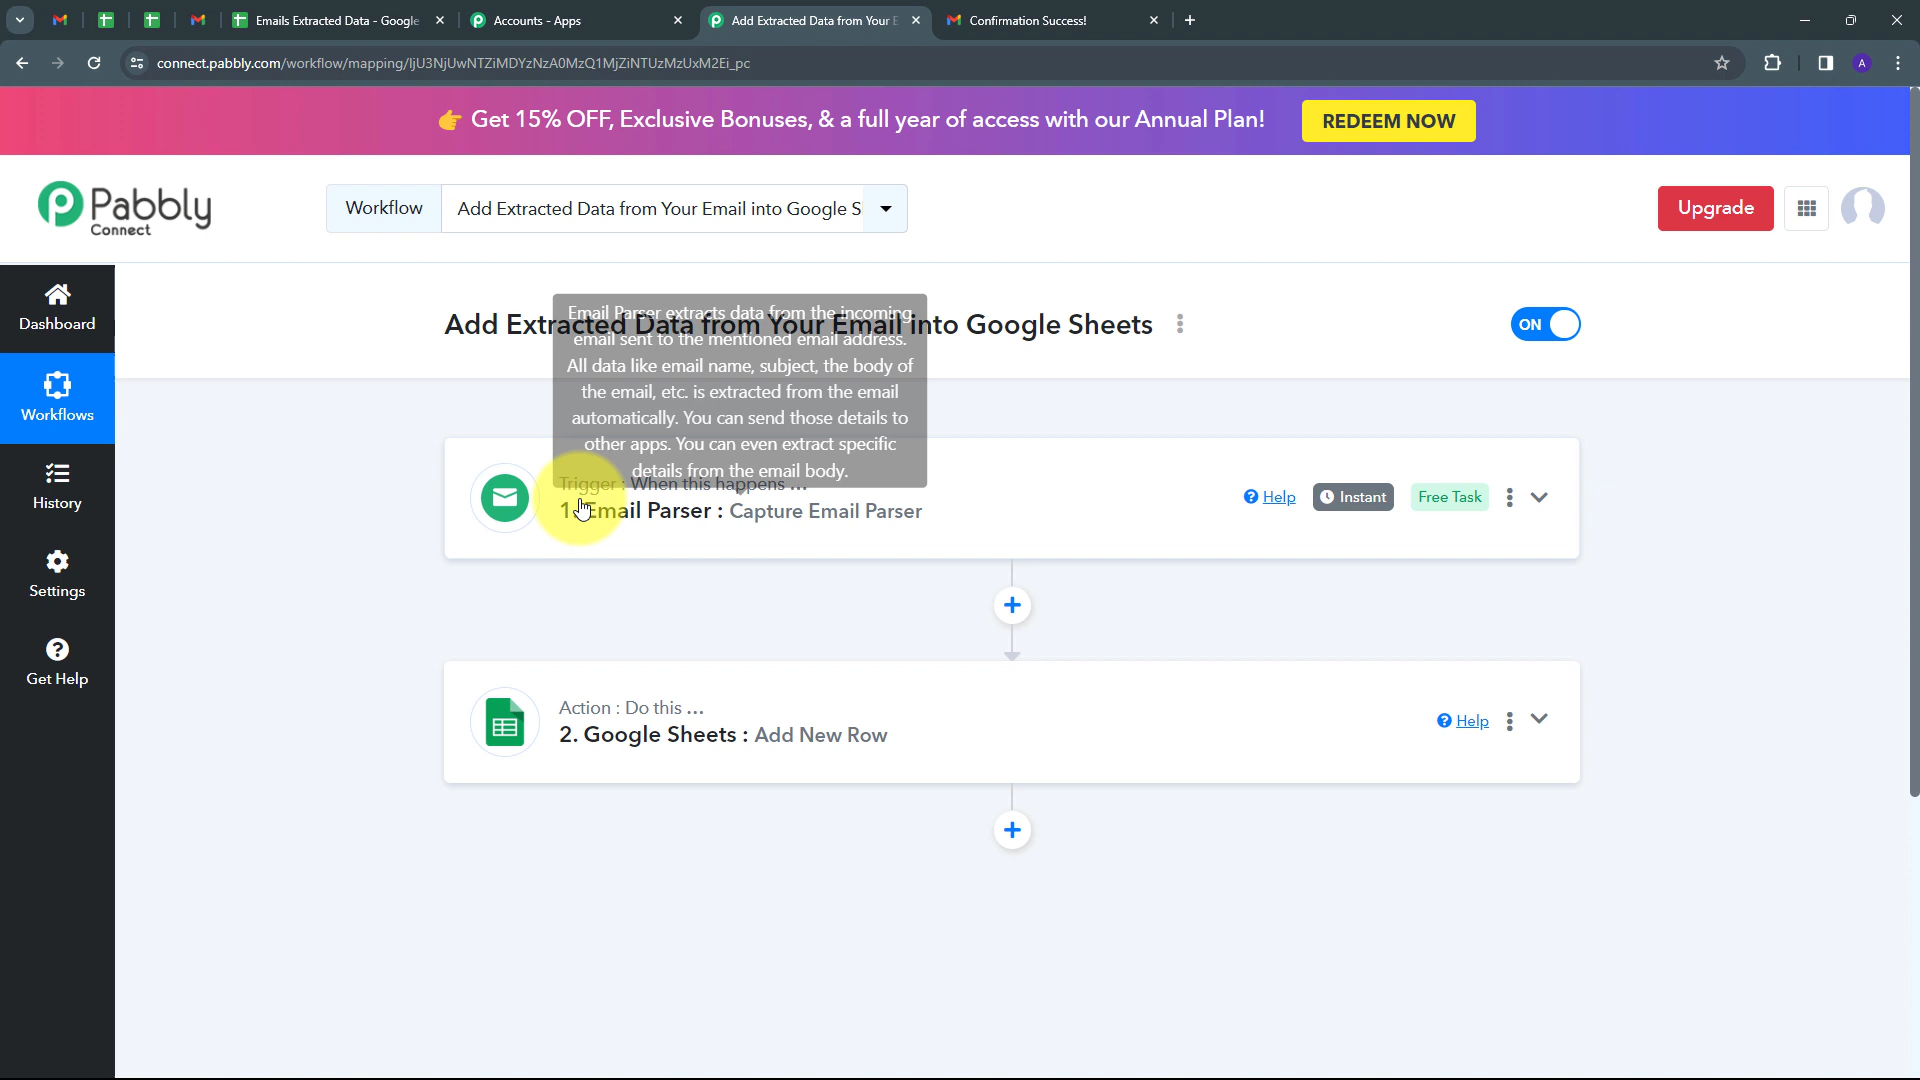 Emails Extracted Data - Google
Accounts - Apps
Add Extracted Data from Your E
Confirmation Success!
connect.pabbly.com/workflow/mapping/IjU3NjUwNTZiMDYzNzA0MzQ1MjZiNTUzMzUxM2Ei_pc
A
👉 Get 15% OFF, Exclusive Bonuses, & a full year of access with our Annual Plan!
REDEEM NOW
Pabbly
Connect
Workflow
Add Extracted Data from Your Email into Google S
Upgrade
Dashboard
Workflows
History
Settings
Get Help
Add Extracted Data from Your Email into Google Sheets
ON
Email Parser extracts data from the incoming
email sent to the mentioned email address.
All data like email name, subject, the body of
the email, etc. is extracted from the email
automatically. You can send those details to
other apps. You can even extract specific
details from the email body.
Trigger : When this happens ...
1. Email Parser : Capture Email Parser
Help
Instant
Free Task
Action : Do this ...
2. Google Sheets : Add New Row
Help